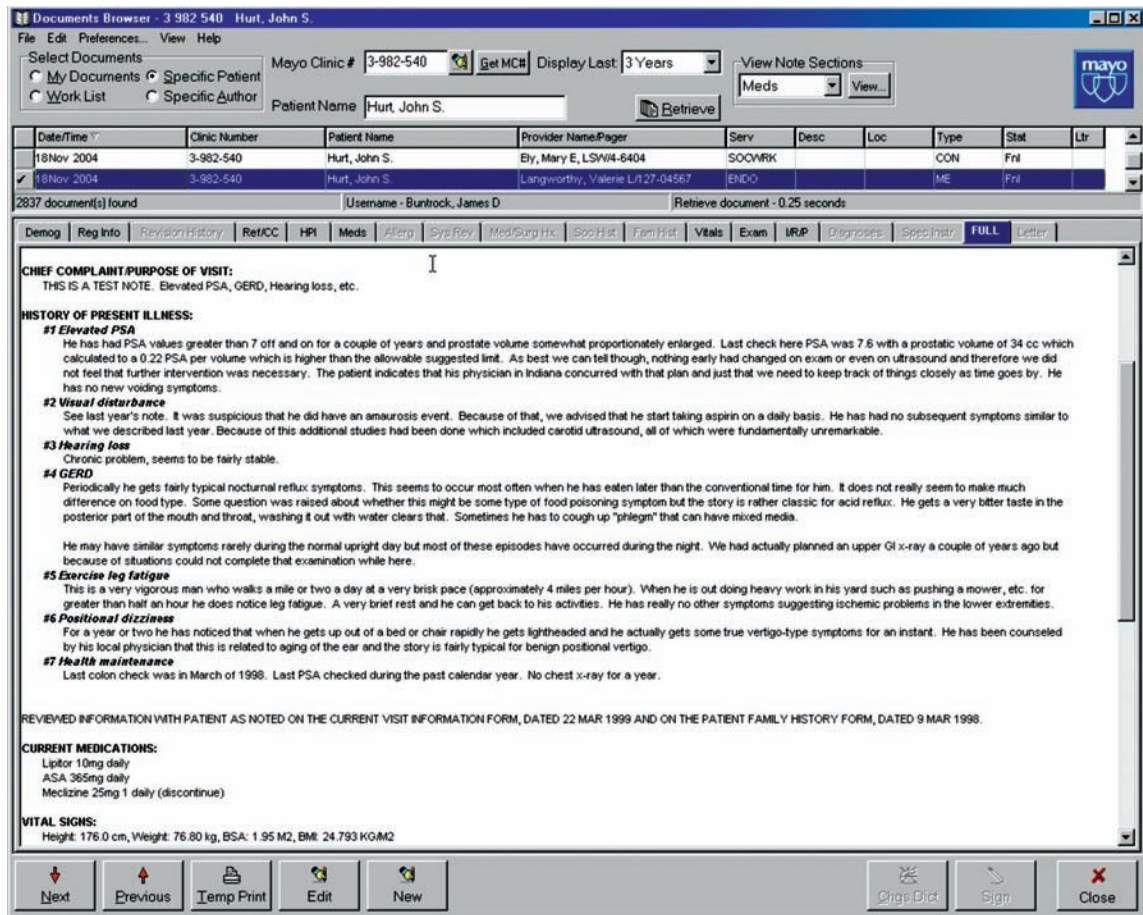 Documents Browser - 3 982 540 Hurt, John S.
File Edit Preferences... View Help
Select Documents
My Documents Specific Patient
Work List Specific Author
Mayo Clinic # 3-982-540 Get MC# Display Last 3 Years
Patient Name Hurt, John S. Retrieve
View Note Sections
Meds View...
mayo
Date/Time Clinic Number Patient Name Provider Name/Pager Serv Desc Loc Type Stat Ltr
18Nov 2004 3-982-540 Hurt, John S. Ely, Mary E, LSW/4-6404 SOCWRK CON Fnl
18Nov 2004 3-982-540 Hurt, John S. Langworthy, Valerie L/127-04567 ENDO ME Fnl
2837 document(s) found Username - Buntrock, James D Retrieve document - 0.25 seconds
Demog Reg Info Revision History Ref/CC HPI Meds Allerg Sys Rev Med/Surg Hx Soc Hist Fam Hist Vitals Exam I/R/P Diagnoses Spec Instr FULL Letter
CHIEF COMPLAINT/PURPOSE OF VISIT:
THIS IS A TEST NOTE. Elevated PSA, GERD, Hearing loss, etc.
HISTORY OF PRESENT ILLNESS:
#1 Elevated PSA
He has had PSA values greater than 7 off and on for a couple of years and prostate volume somewhat proportionately enlarged. Last check here PSA was 7.6 with a prostatic volume of 34 cc which
calculated to a 0.22 PSA per volume which is higher than the allowable suggested limit. As best we can tell though, nothing early had changed on exam or even on ultrasound and therefore we did
not feel that further intervention was necessary. The patient indicates that his physician in Indiana concurred with that plan and just that we need to keep track of things closely as time goes by. He
has no new voiding symptoms.
#2 Visual disturbance
See last year's note. It was suspicious that he did have an amaurosis event. Because of that, we advised that he start taking aspirin on a daily basis. He has had no subsequent symptoms similar to
what we described last year. Because of this additional studies had been done which included carotid ultrasound, all of which were fundamentally unremarkable.
#3 Hearing loss
Chronic problem, seems to be fairly stable.
#4 GERD
Periodically he gets fairly typical nocturnal reflux symptoms. This seems to occur most often when he has eaten later than the conventional time for him. It does not really seem to make much
difference on food type. Some question was raised about whether this might be some type of food poisoning symptom but the story is rather classic for acid reflux. He gets a very bitter taste in the
posterior part of the mouth and throat, washing it out with water clears that. Sometimes he has to cough up "phlegm" that can have mixed media.
He may have similar symptoms rarely during the normal upright day but most of these episodes have occurred during the night. We had actually planned an upper GI x-ray a couple of years ago but
because of situations could not complete that examination while here.
#5 Exercise leg fatigue
This is a very vigorous man who walks a mile or two a day at a very brisk pace (approximately 4 miles per hour). When he is out doing heavy work in his yard such as pushing a mower, etc. for
greater than half an hour he does notice leg fatigue. A very brief rest and he can get back to his activities. He has really no other symptoms suggesting ischemic problems in the lower extremities.
#6 Positional dizziness
For a year or two he has noticed that when he gets up out of a bed or chair rapidly he gets lightheaded and he actually gets some true vertigo-type symptoms for an instant. He has been counseled
by his local physician that this is related to aging of the ear and the story is fairly typical for benign positional vertigo.
#7 Health maintenance
Last colon check was in March of 1998. Last PSA checked during the past calendar year. No chest x-ray for a year.
REVIEWED INFORMATION WITH PATIENT AS NOTED ON THE CURRENT VISIT INFORMATION FORM, DATED 22 MAR 1999 AND ON THE PATIENT FAMILY HISTORY FORM, DATED 9 MAR 1998.
CURRENT MEDICATIONS:
Lipitor 10mg daily
ASA 365mg daily
Meclizine 25mg 1 daily (discontinue)
VITAL SIGNS:
Height: 176.0 cm, Weight: 76.80 kg, BSA: 1.95 M2, BMI: 24.793 KG/M2
Next Previous Temp Print Edit New Chgs Dict Sign Close